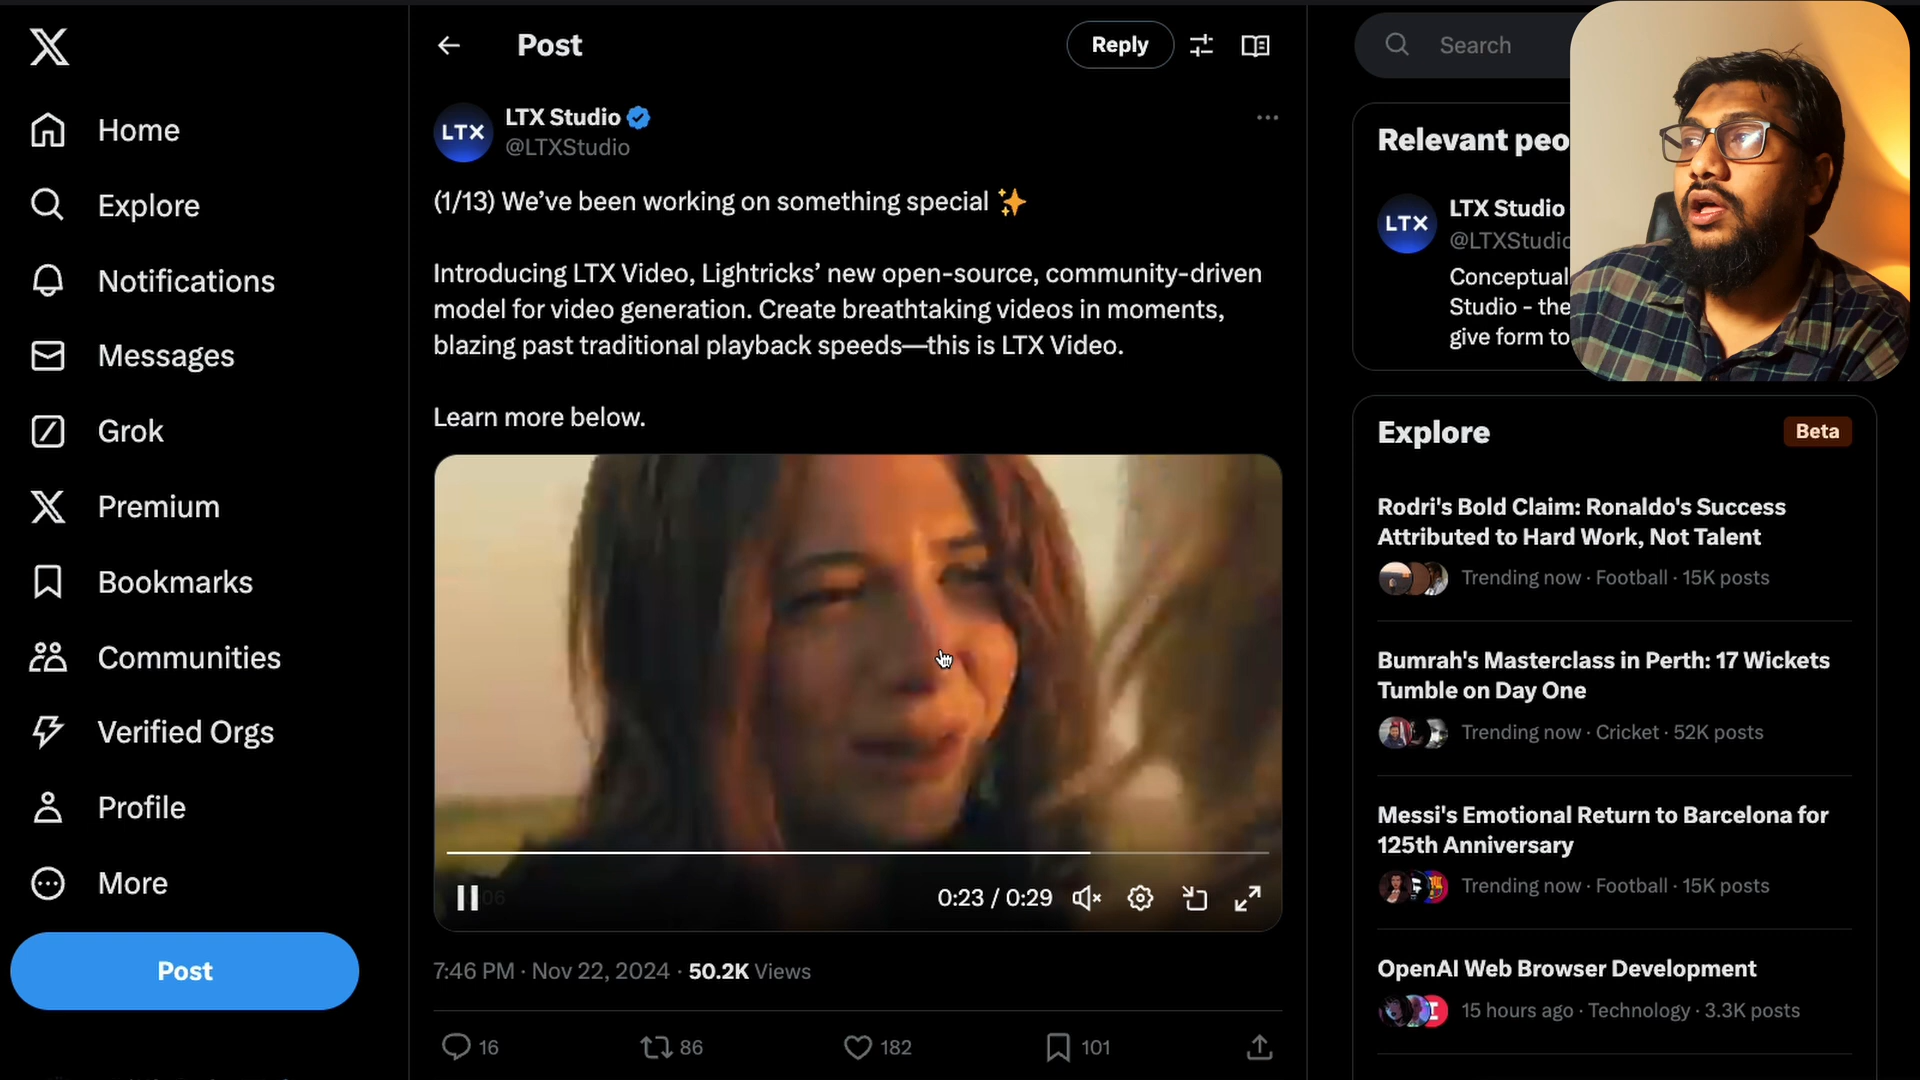 Home
Explore
Notifications
Messages
Grok
Premium
Bookmarks
Communities
Verified Orgs
Profile
More
Post
Post
Reply
LTX
LTX Studio
@LTXStudio
(1/13) We’ve been working on something special ✨
Introducing LTX Video, Lightricks’ new open-source, community-driven
model for video generation. Create breathtaking videos in moments,
blazing past traditional playback speeds—this is LTX Video.
Learn more below.
0:23 / 0:29
7:46 PM · Nov 22, 2024 · 50.2K Views
16
86
182
101
Search
Relevant peo
LTX
LTX Studio
@LTXStudio
Conceptual
Studio - the
give form to
Explore
Beta
Rodri's Bold Claim: Ronaldo's Success
Attributed to Hard Work, Not Talent
Trending now · Football · 15K posts
Bumrah's Masterclass in Perth: 17 Wickets
Tumble on Day One
Trending now · Cricket · 52K posts
Messi's Emotional Return to Barcelona for
125th Anniversary
Trending now · Football · 15K posts
OpenAI Web Browser Development
15 hours ago · Technology · 3.3K posts